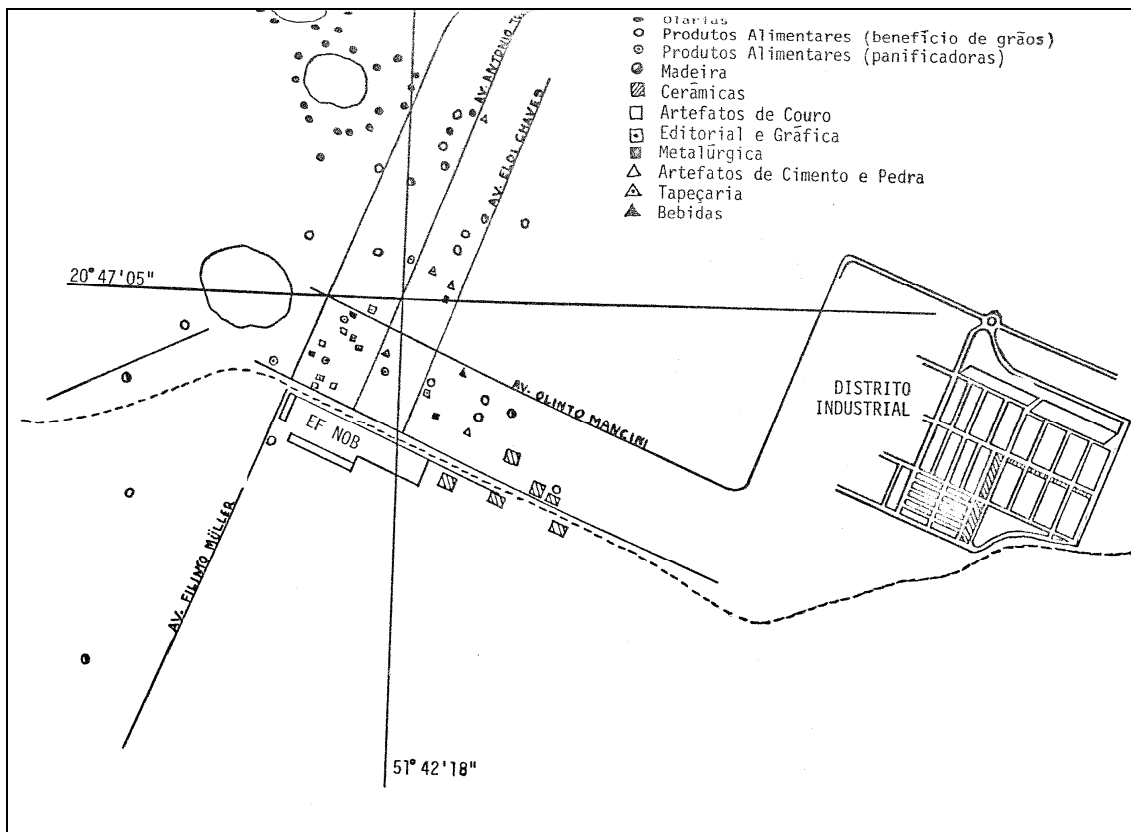 Olarias
Produtos Alimentares (benefício de grãos)
Produtos Alimentares (panificadoras)
Madeira
Cerâmicas
Artefatos de Couro
Editorial e Gráfica
Metalúrgica
Artefatos de Cimento e Pedra
Tapeçaria
Bebidas
AV. ANTONIO
AV. ELOI CHAVES
20° 47'05"
AV. OLINTO MANCINI
DISTRITO
INDUSTRIAL
EF NOB
AV. FILINTO MÜLLER
51° 42'18"